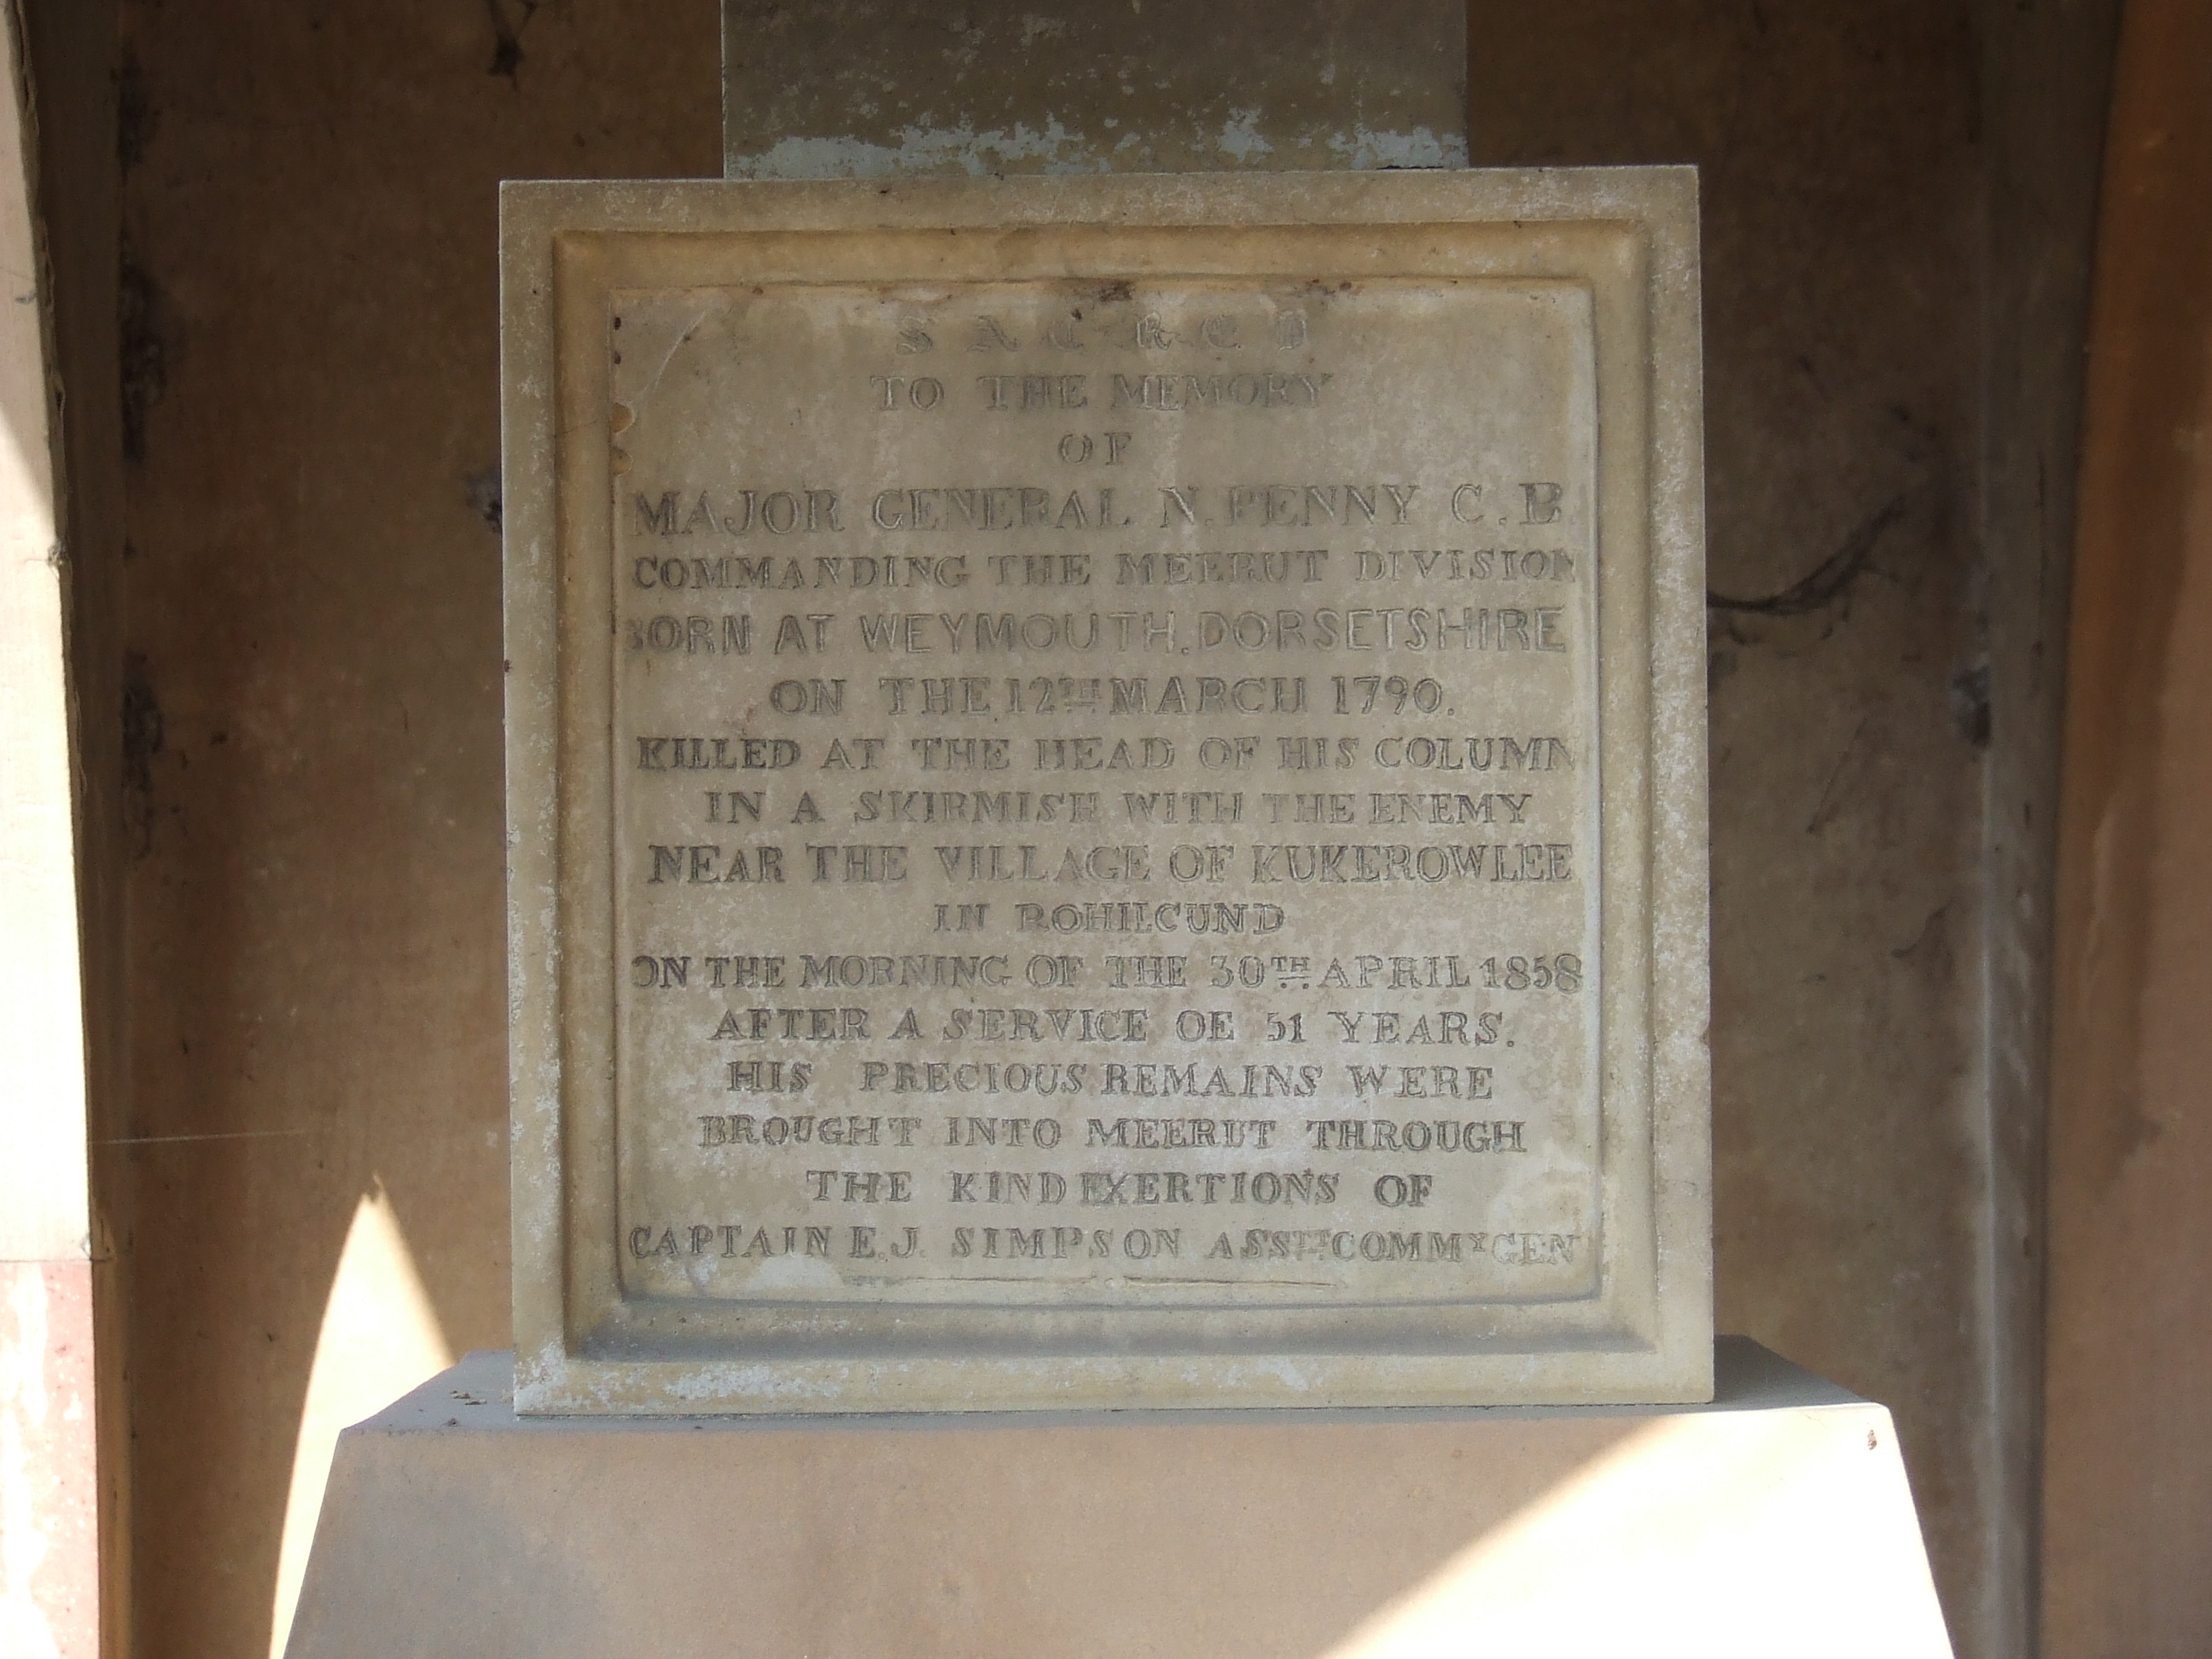 SACRED
TO THE MEMORY
OF
MAJOR GENERAL N. PENNY C.B.
COMMANDING THE MEERUT DIVISION
BORN AT WEYMOUTH. DORSETSHIRE
ON THE 12TH MARCH 1790.
KILLED AT THE HEAD OF HIS COLUMN
IN A SKIRMISH WITH THE ENEMY
NEAR THE VILLAGE OF KUKEROWLEE
IN ROHILCUND
ON THE MORNING OF THE 30TH APRIL 1858
AFTER A SERVICE OF 51 YEARS.
HIS PRECIOUS REMAINS WERE
BROUGHT INTO MEERUT THROUGH
THE KIND EXERTIONS OF
CAPTAIN E.J. SIMPSON ASSTT COMMY GEN